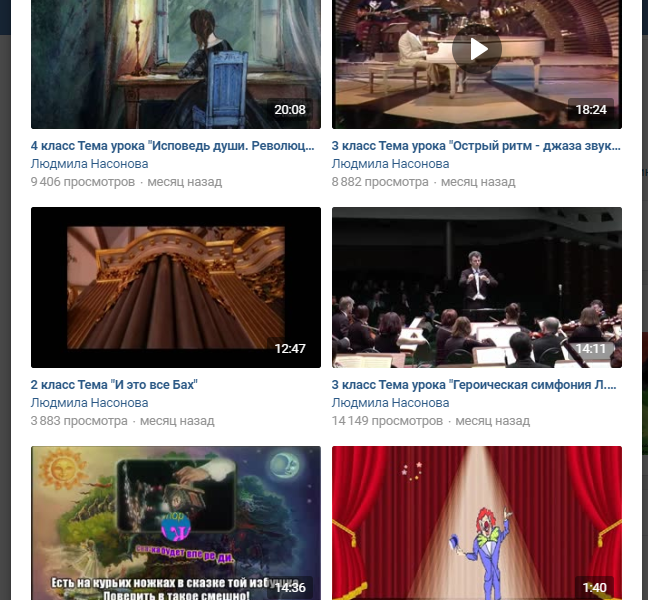 20:08
18:24
4 класс Тема урока "Исповедь души. Революц...
3 класс Тема урока "Острый ритм - джаза звук...
Людмила Насонова
Людмила Насонова
9 406 просмотров · месяц назад
8 882 просмотра · месяц назад
12:47
14:11
2 класс Тема "И это все Бах"
3 класс Тема урока "Героическая симфония Л....
Людмила Насонова
Людмила Насонова
3 883 просмотра · месяц назад
14 149 просмотров · месяц назад
Есть на курьих ножках в сказке той избушка
14:36
1:40
Поверить в такое смешно!